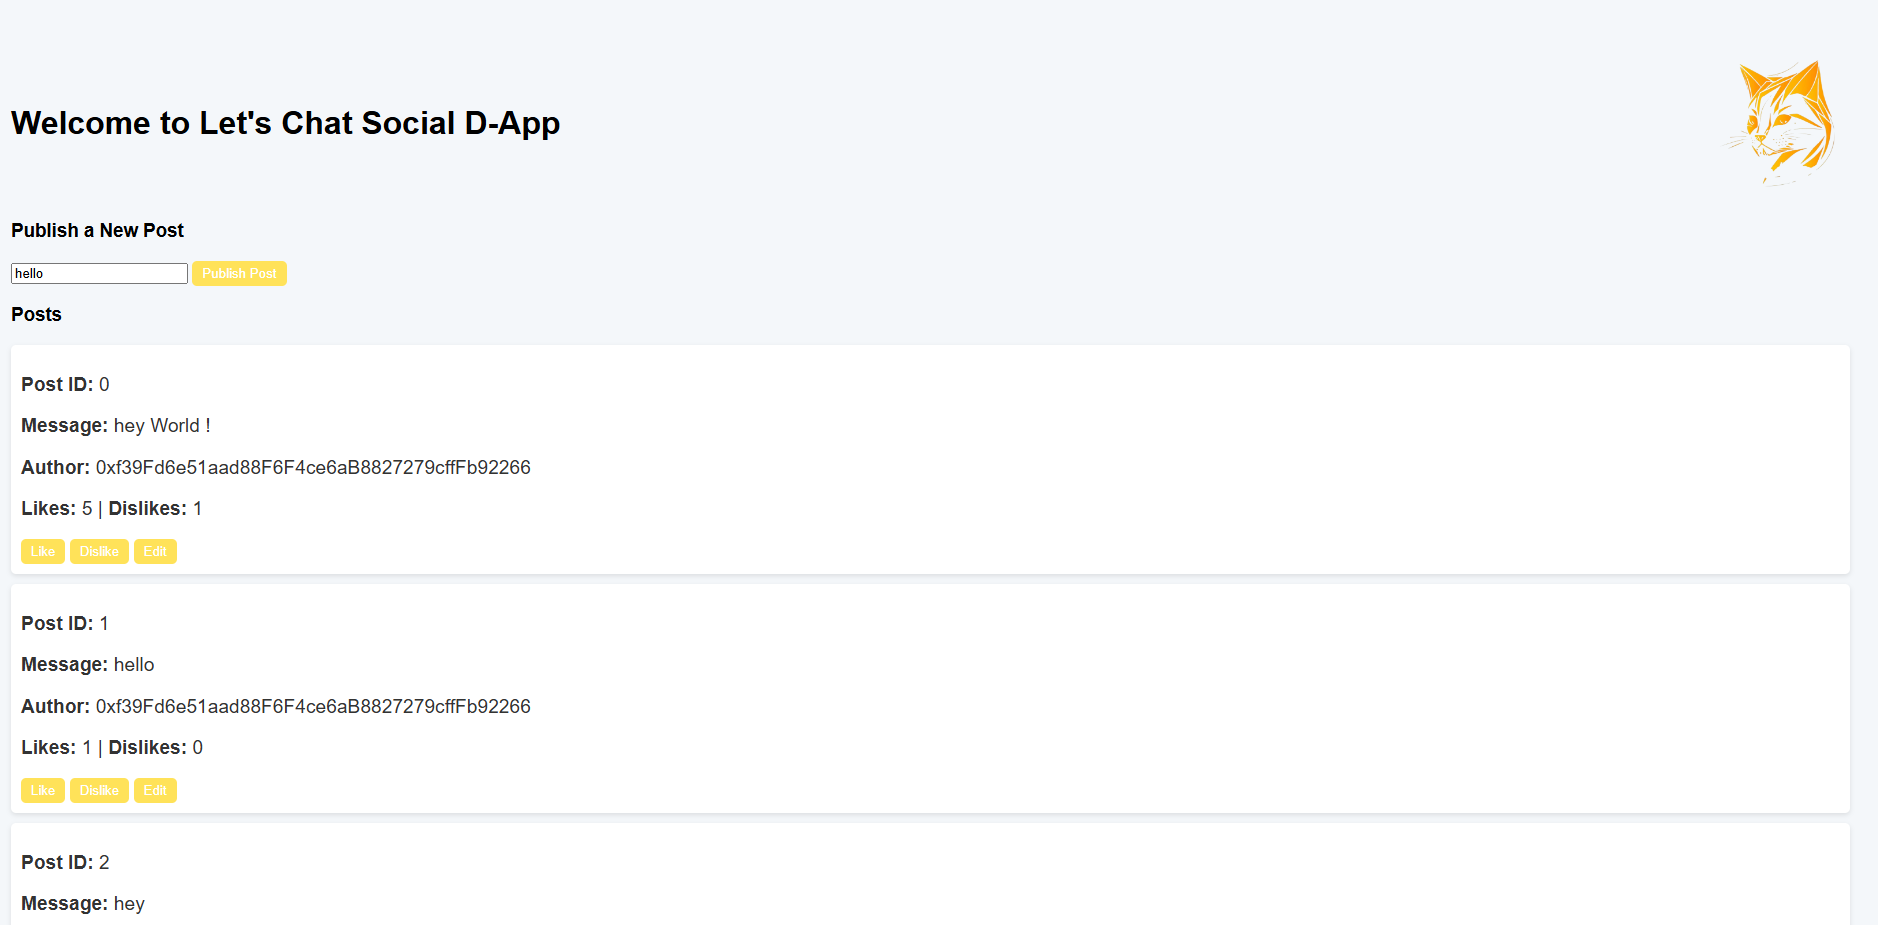 Welcome to Let's Chat Social D-App
Publish a New Post
hello Publish Post
Posts
Post ID: 0
Message: hey World !
Author: 0xf39Fd6e51aad88F6F4ce6aB8827279cffFb92266
Likes: 5 | Dislikes: 1
Like Dislike Edit
Post ID: 1
Message: hello
Author: 0xf39Fd6e51aad88F6F4ce6aB8827279cffFb92266
Likes: 1 | Dislikes: 0
Like Dislike Edit
Post ID: 2
Message: hey